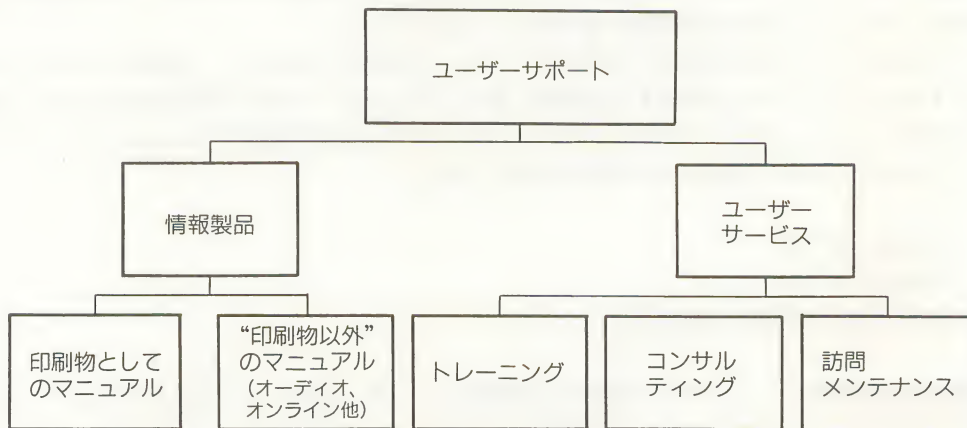 ユーザーサポート
情報製品
ユーザー
サービス
印刷物として
のマニュアル
“印刷物以外”
のマニュアル
(オーディオ、
オンライン他)
トレーニング
コンサル
ティング
訪問
メンテナンス